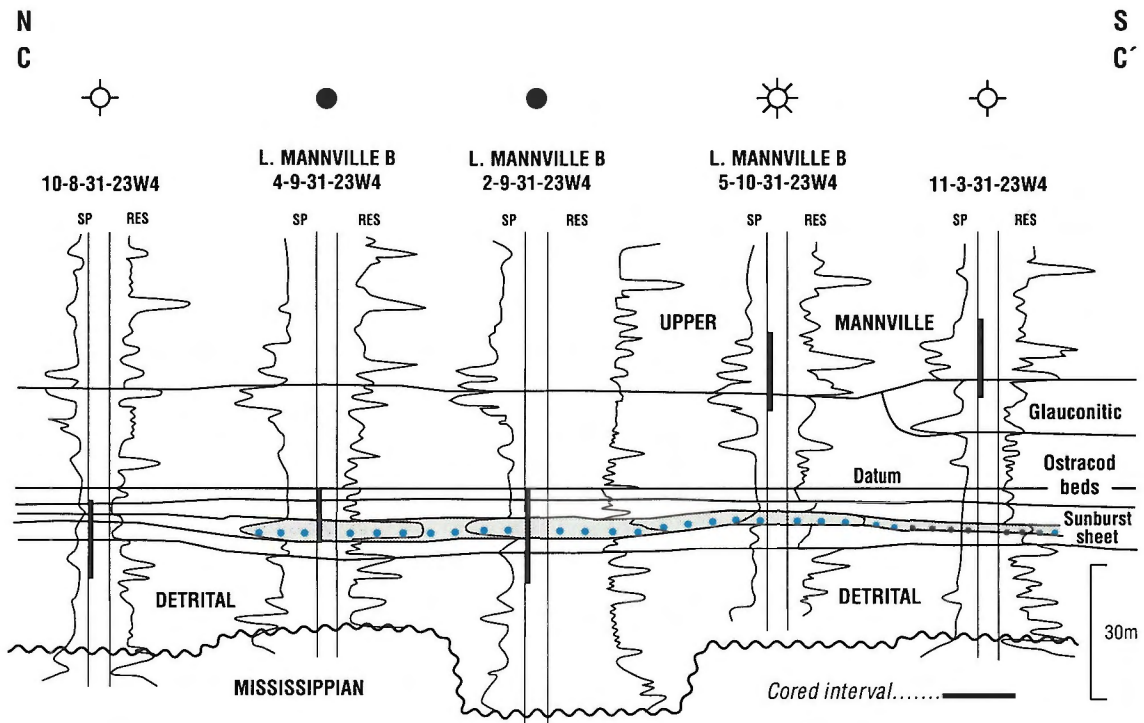 N
C
S
C´
L. MANNVILLE B
L. MANNVILLE B
L. MANNVILLE B
10-8-31-23W4
4-9-31-23W4
2-9-31-23W4
5-10-31-23W4
11-3-31-23W4
SP RES
SP RES
SP RES
SP RES
SP RES
UPPER MANNVILLE
Glauconitic
Datum
Ostracod
beds
Sunburst
sheet
DETRITAL
DETRITAL
30m
MISSISSIPPIAN
Cored interval.......